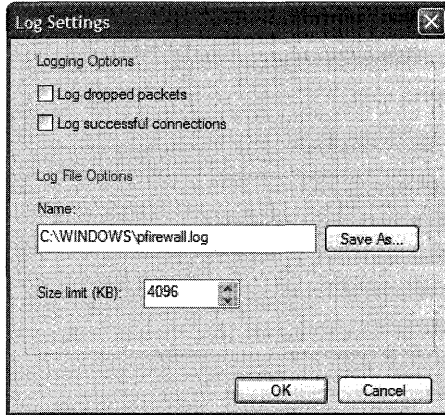 Log Settings
Logging Options
Log dropped packets
Log successful connections
Log File Options
Name:
C:\WINDOWS\pfirewall.log
Save As...
Size limit (KB):
4096
OK
Cancel